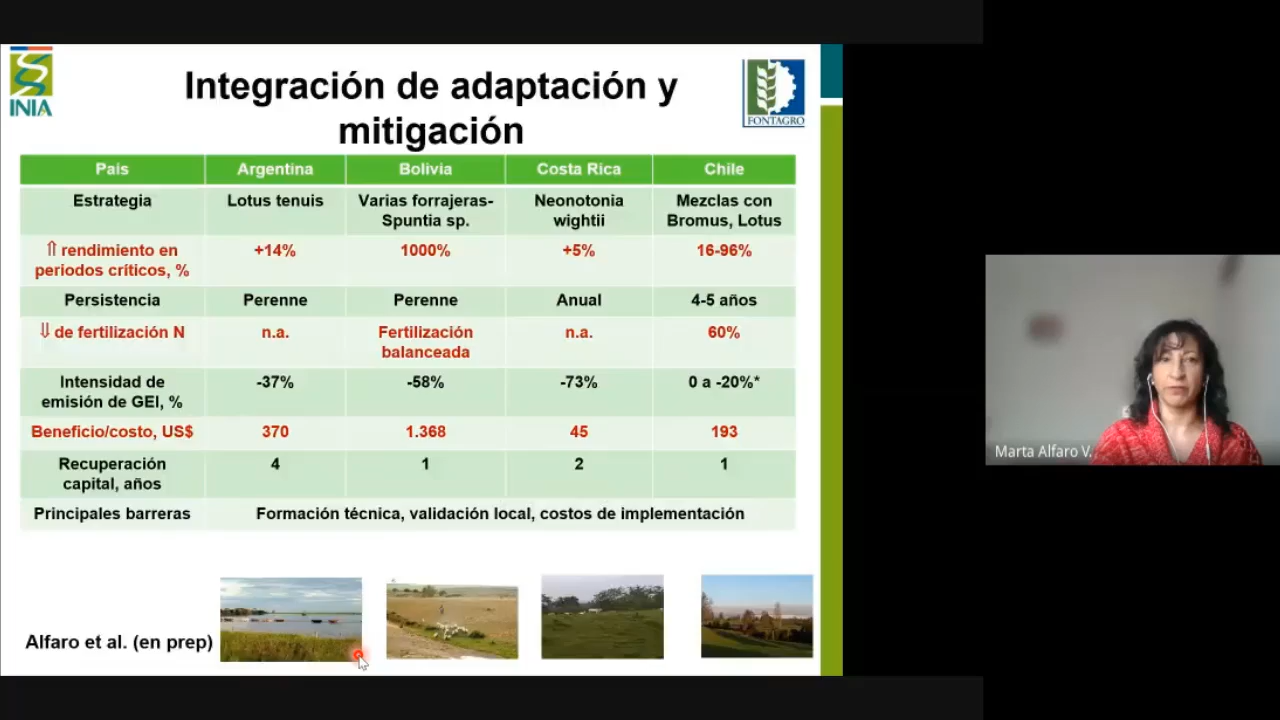 INIA
Integración de adaptación y
mitigación
FONTAGRO
País Argentina Bolivia Costa Rica Chile
Estrategia Lotus tenuis Varias forrajeras- Neonotonia Mezclas con
Spuntia sp. wightii Bromus, Lotus
⇑ rendimiento en +14% 1000% +5% 16-96%
periodos críticos, %
Persistencia Perenne Perenne Anual 4-5 años
⇓ de fertilización N n.a. Fertilización n.a. 60%
balanceada
Intensidad de -37% -58% -73% 0 a -20%*
emisión de GEI, %
Beneficio/costo, US$ 370 1.368 45 193
Recuperación 4 1 2 1
capital, años
Principales barreras Formación técnica, validación local, costos de implementación
Alfaro et al. (en prep)
Marta Alfaro V.